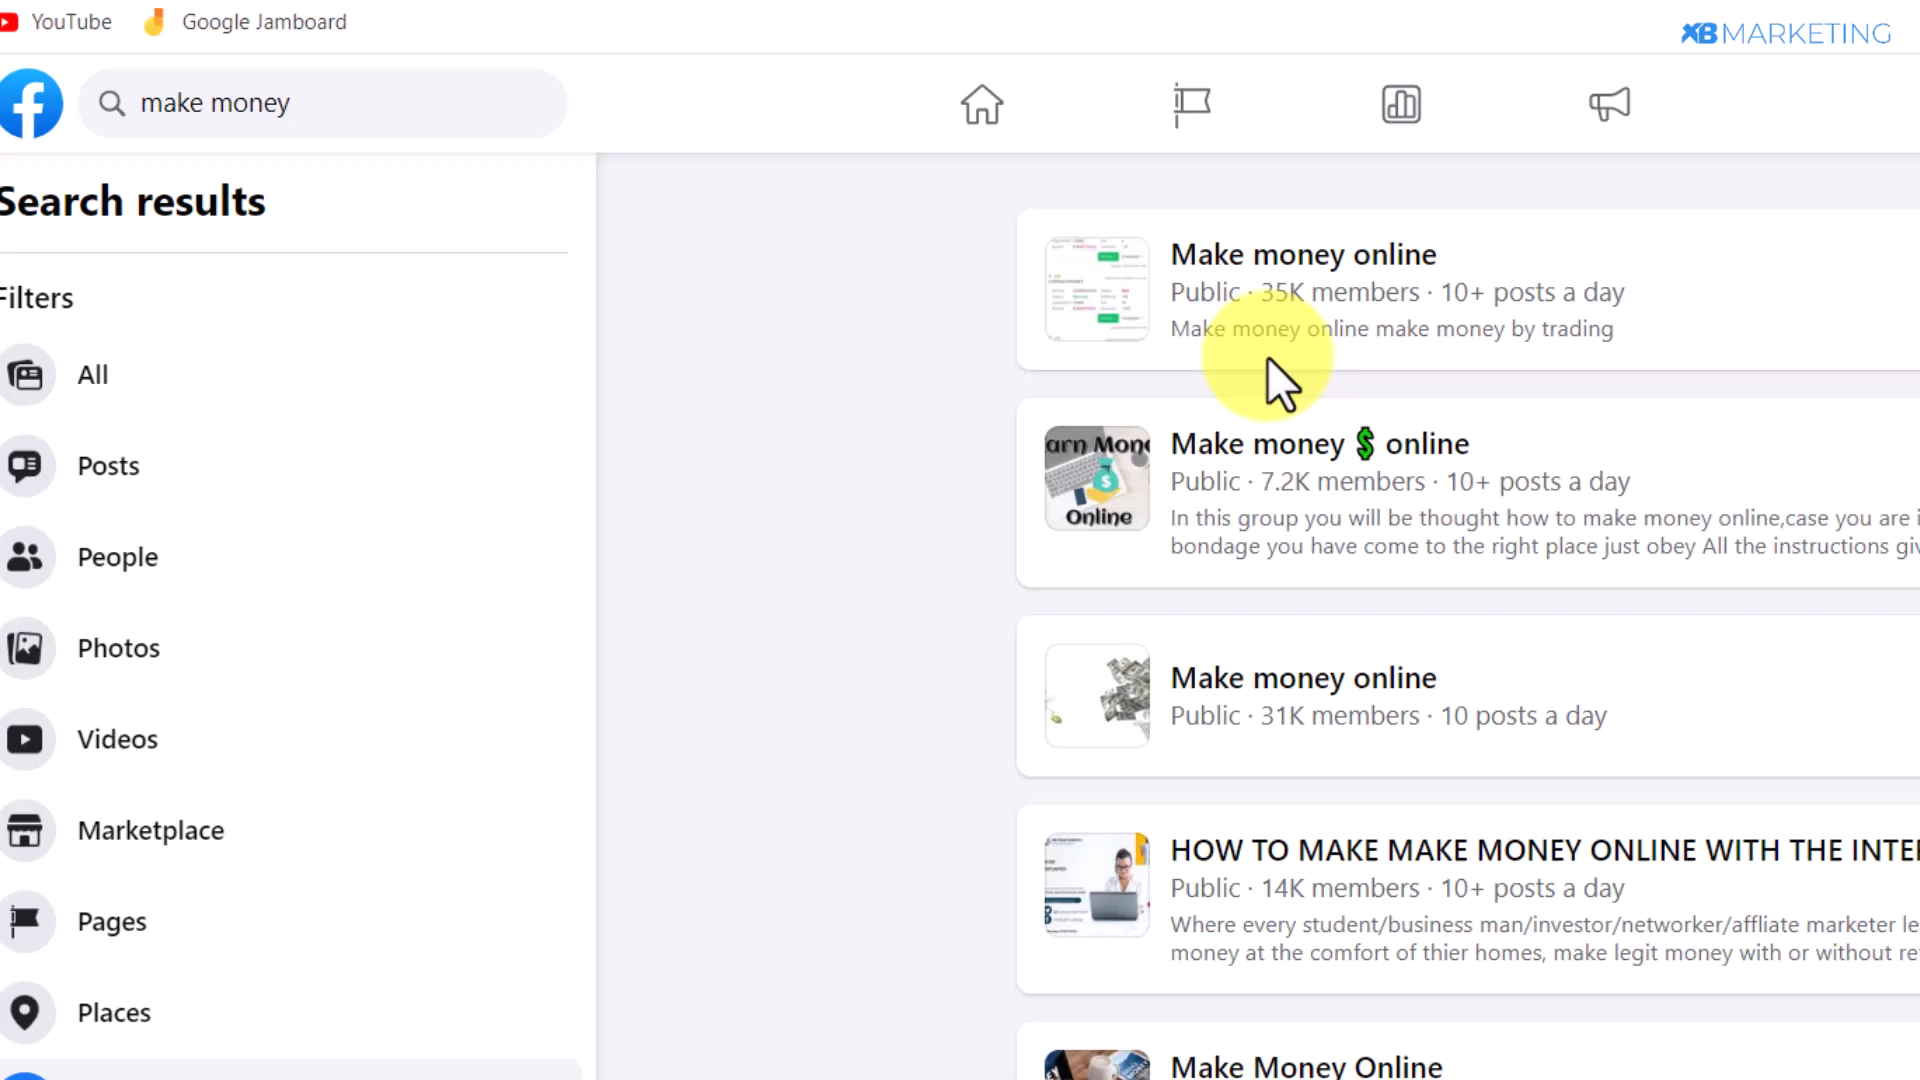 YouTube
Google Jamboard
XB MARKETING
make money
Search results
Filters
All
Posts
People
Photos
Videos
Marketplace
Pages
Places
Make money online
Public · 35K members · 10+ posts a day
Make money online make money by trading
Make money 💲 online
Public · 7.2K members · 10+ posts a day
In this group you will be thought how to make money online,case you are i
bondage you have come to the right place just obey All the instructions giv
Online
Make money online
Public · 31K members · 10 posts a day
HOW TO MAKE MAKE MONEY ONLINE WITH THE INTE
Public · 14K members · 10+ posts a day
Where every student/business man/investor/networker/affliate marketer le
money at the comfort of thier homes, make legit money with or without re
Make Money Online